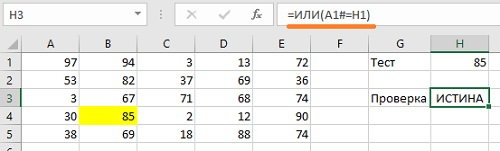 H3 fx =ИЛИ(A1#=H1)
A B C D E F G H
1 97 94 3 13 72 Тест 85
2 53 82 37 69 36
3 3 67 71 68 74 Проверка ИСТИНА
4 30 85 2 12 90
5 38 69 18 88 74